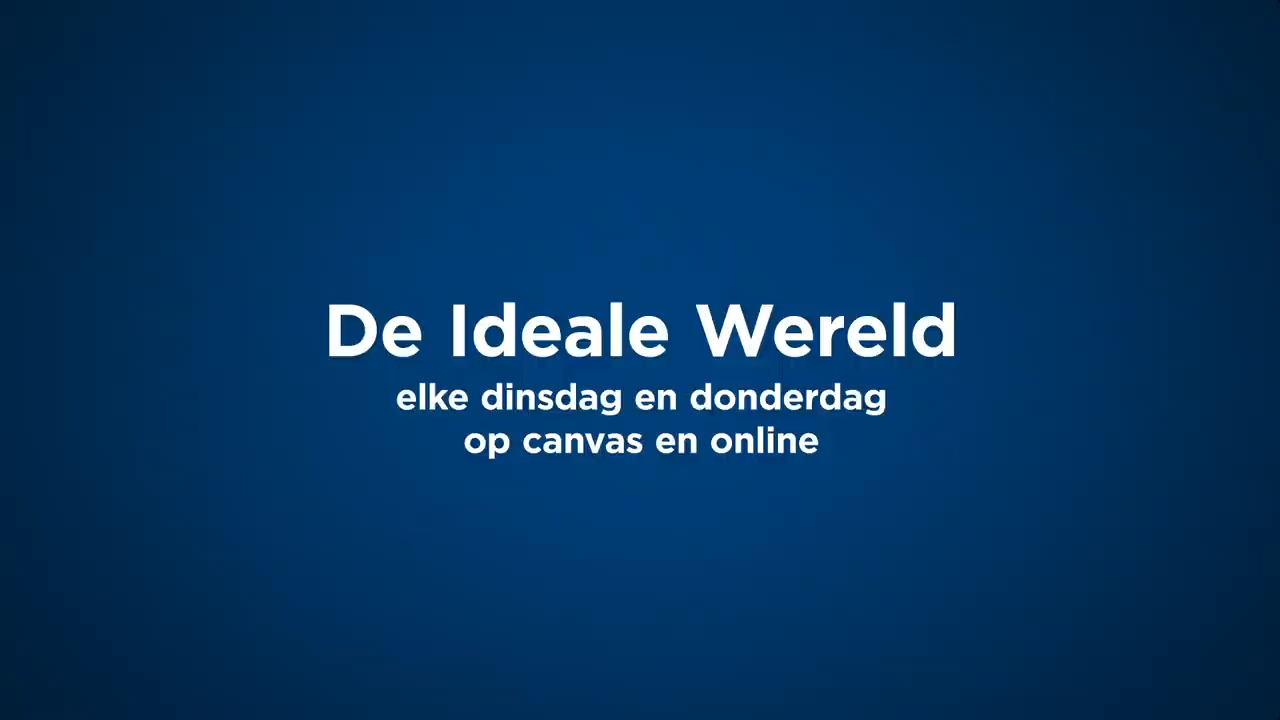 De Ideale Wereld
elke dinsdag en donderdag
op canvas en online